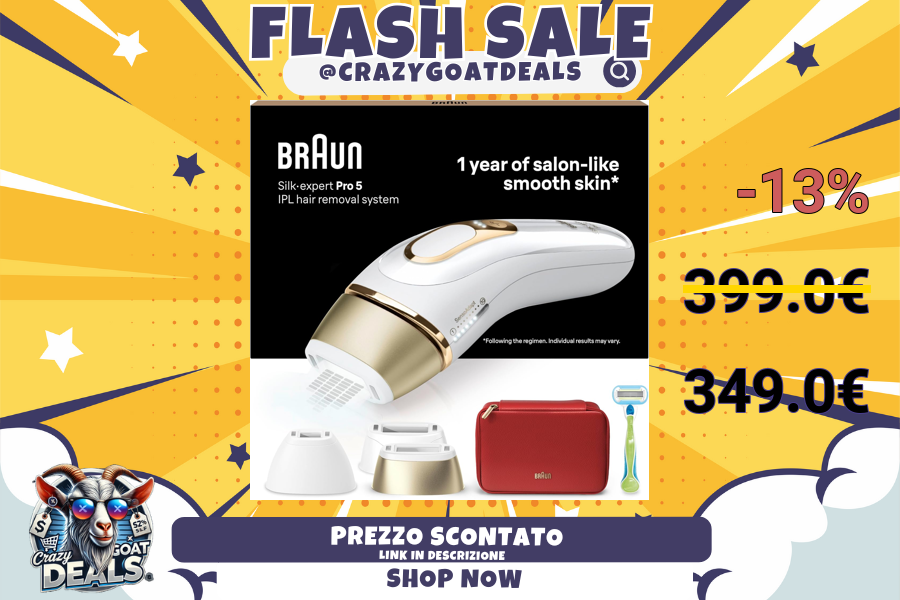 FLASH SALE
@CRAZYGOATDEALS
BRAUN
Silk·expert Pro 5
IPL hair removal system
1 year of salon-like
smooth skin*
*Following the regimen. Individual results may vary.
BRAUN
-13%
399.0€
349.0€
$
52%
Crazy
GOAT
DEALS
PREZZO SCONTATO
LINK IN DESCRIZIONE
SHOP NOW